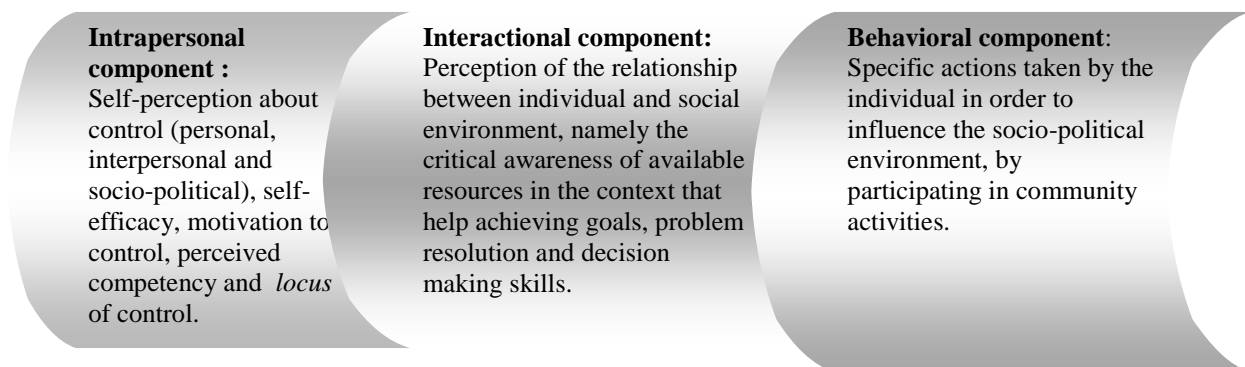 Intrapersonal
component :
Self-perception about
control (personal,
interpersonal and
socio-political), self-
efficacy, motivation to
control, perceived
competency and locus
of control.
Interactional component:
Perception of the relationship
between individual and social
environment, namely the
critical awareness of available
resources in the context that
help achieving goals, problem
resolution and decision
making skills.
Behavioral component:
Specific actions taken by the
individual in order to
influence the socio-political
environment, by
participating in community
activities.